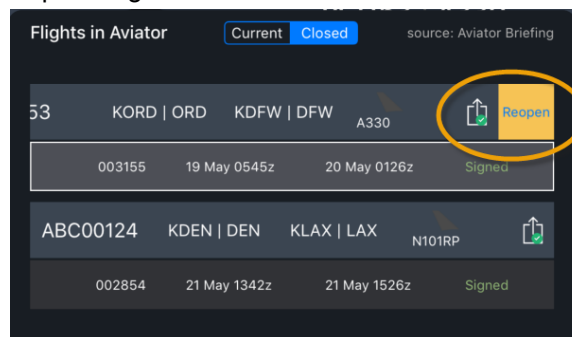 Flights in Aviator Current Closed source: Aviator Briefing
53 KORD | ORD KDFW | DFW A330 Reopen
003155 19 May 0545z 20 May 0126z Signed
ABC00124 KDEN | DEN KLAX | LAX N101RP
002854 21 May 1342z 21 May 1526z Signed